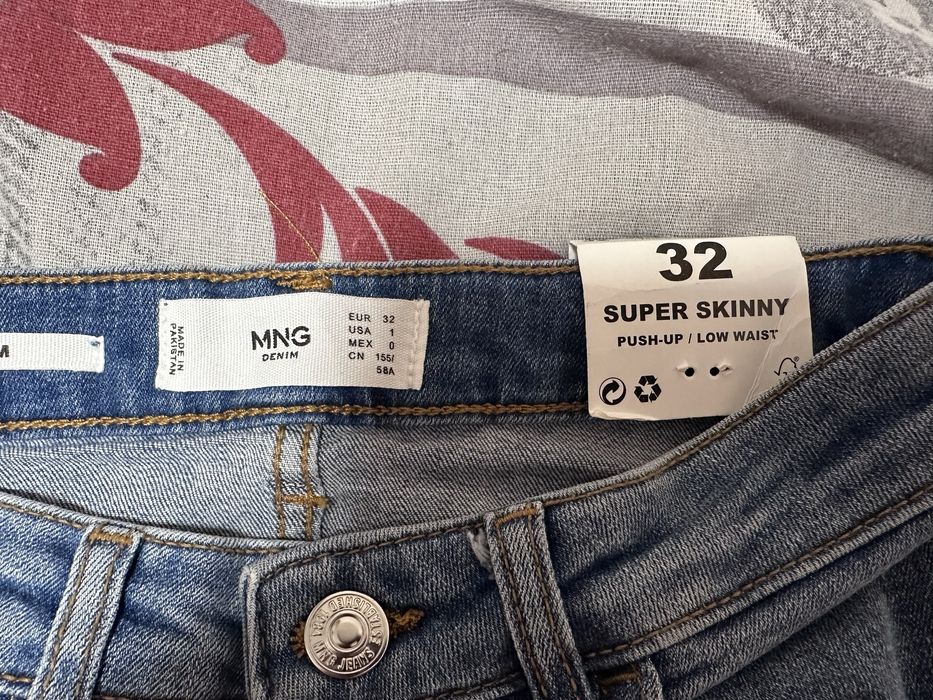 M
MADE IN
PAKISTAN
MNG
DENIM
EUR 32
USA 1
MEX 0
CN 155/
58A
32
SUPER SKINNY
PUSH-UP / LOW WAIST
JEANS